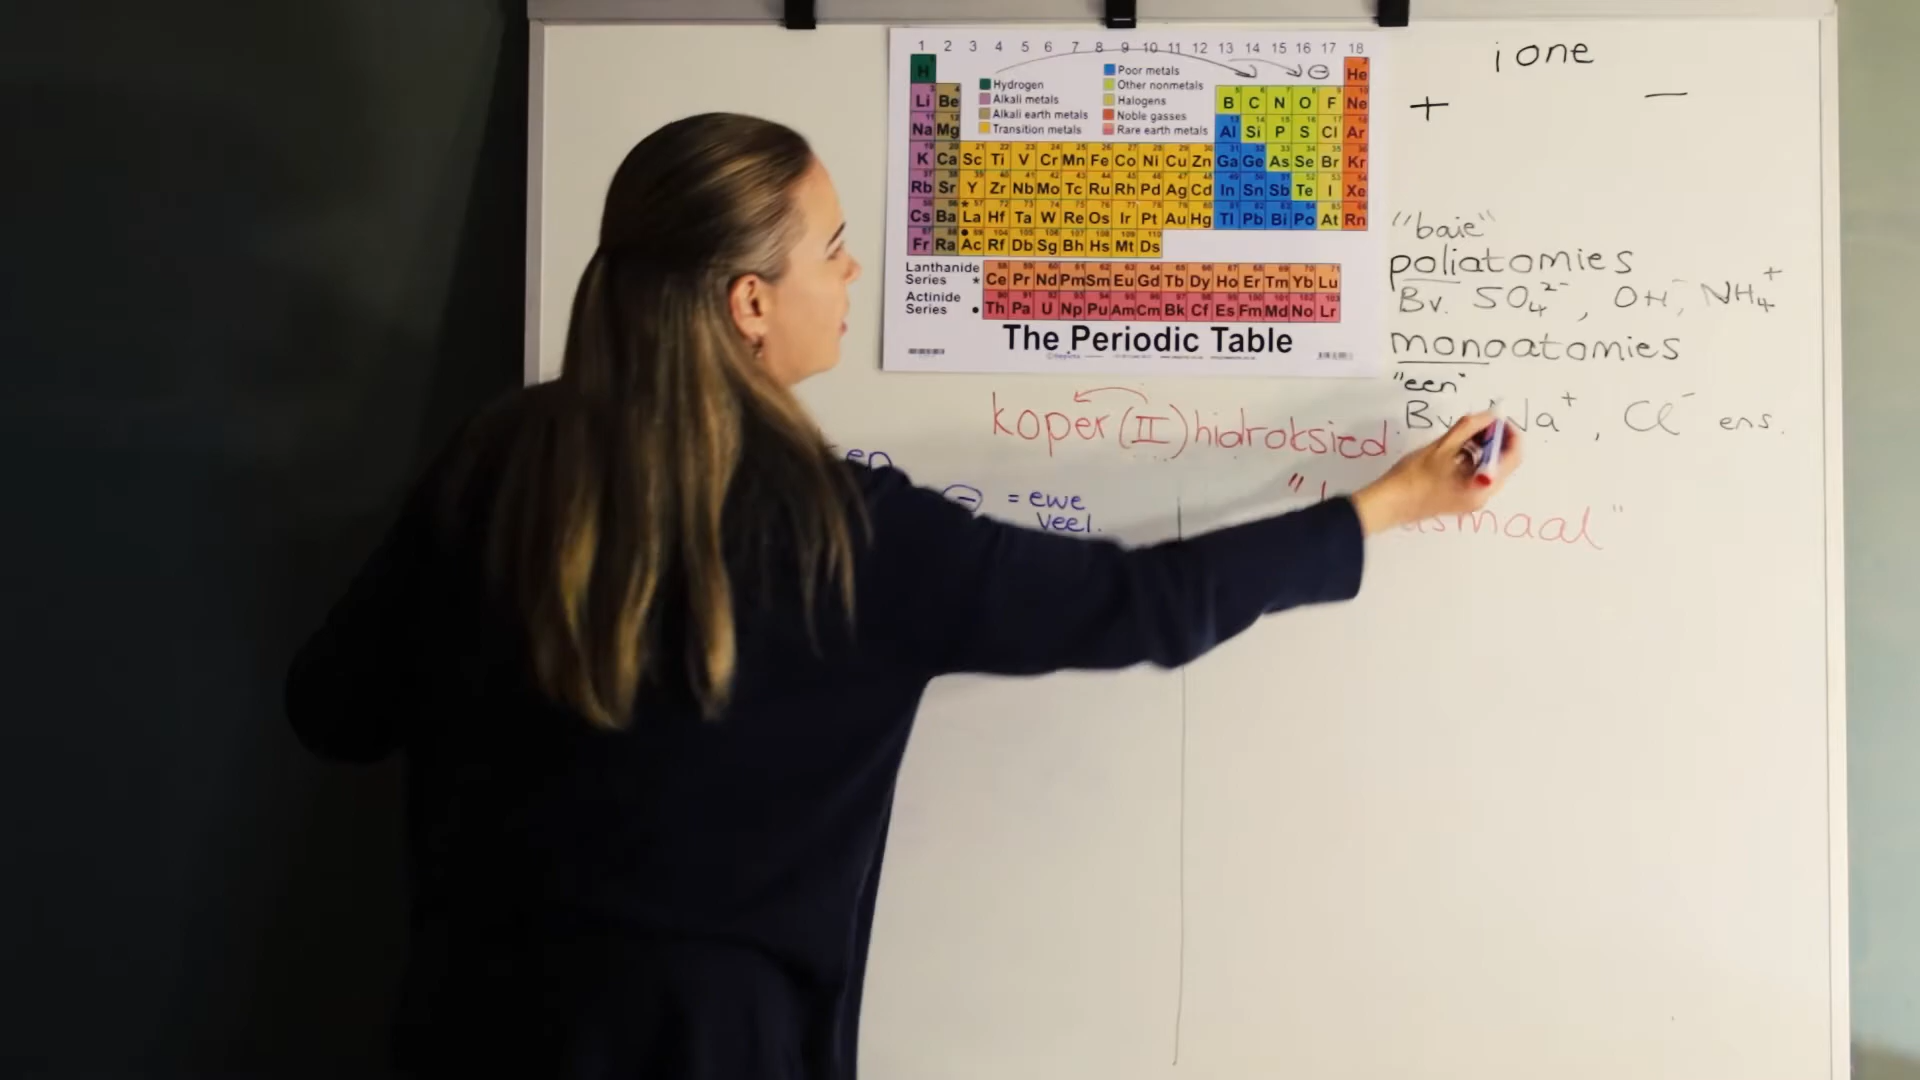 1 2 3 4 5 6 7 8 9 10 11 12 13 14 15 16 17 18
Hydrogen
Alkali metals
Alkali earth metals
Transition metals
Poor metals
Other nonmetals
Halogens
Noble gasses
Rare earth metals
H He
Li Be B C N O F Ne
Na Mg Al Si P S Cl Ar
K Ca Sc Ti V Cr Mn Fe Co Ni Cu Zn Ga Ge As Se Br Kr
Rb Sr Y Zr Nb Mo Tc Ru Rh Pd Ag Cd In Sn Sb Te I Xe
Cs Ba La Hf Ta W Re Os Ir Pt Au Hg Tl Pb Bi Po At Rn
Fr Ra Ac Rf Db Sg Bh Hs Mt Ds
Lanthanide Series * Ce Pr Nd Pm Sm Eu Gd Tb Dy Ho Er Tm Yb Lu
Actinide Series • Th Pa U Np Pu Am Cm Bk Cf Es Fm Md No Lr
The Periodic Table
ione
+ −
"baie"
poliatomies
Bv. SO₄²⁻, OH⁻, NH₄⁺
monoatomies
"een"
Bv. Na⁺, Cl⁻ ens.
koper (II) hidroksied
⊖ = ewe
veel.